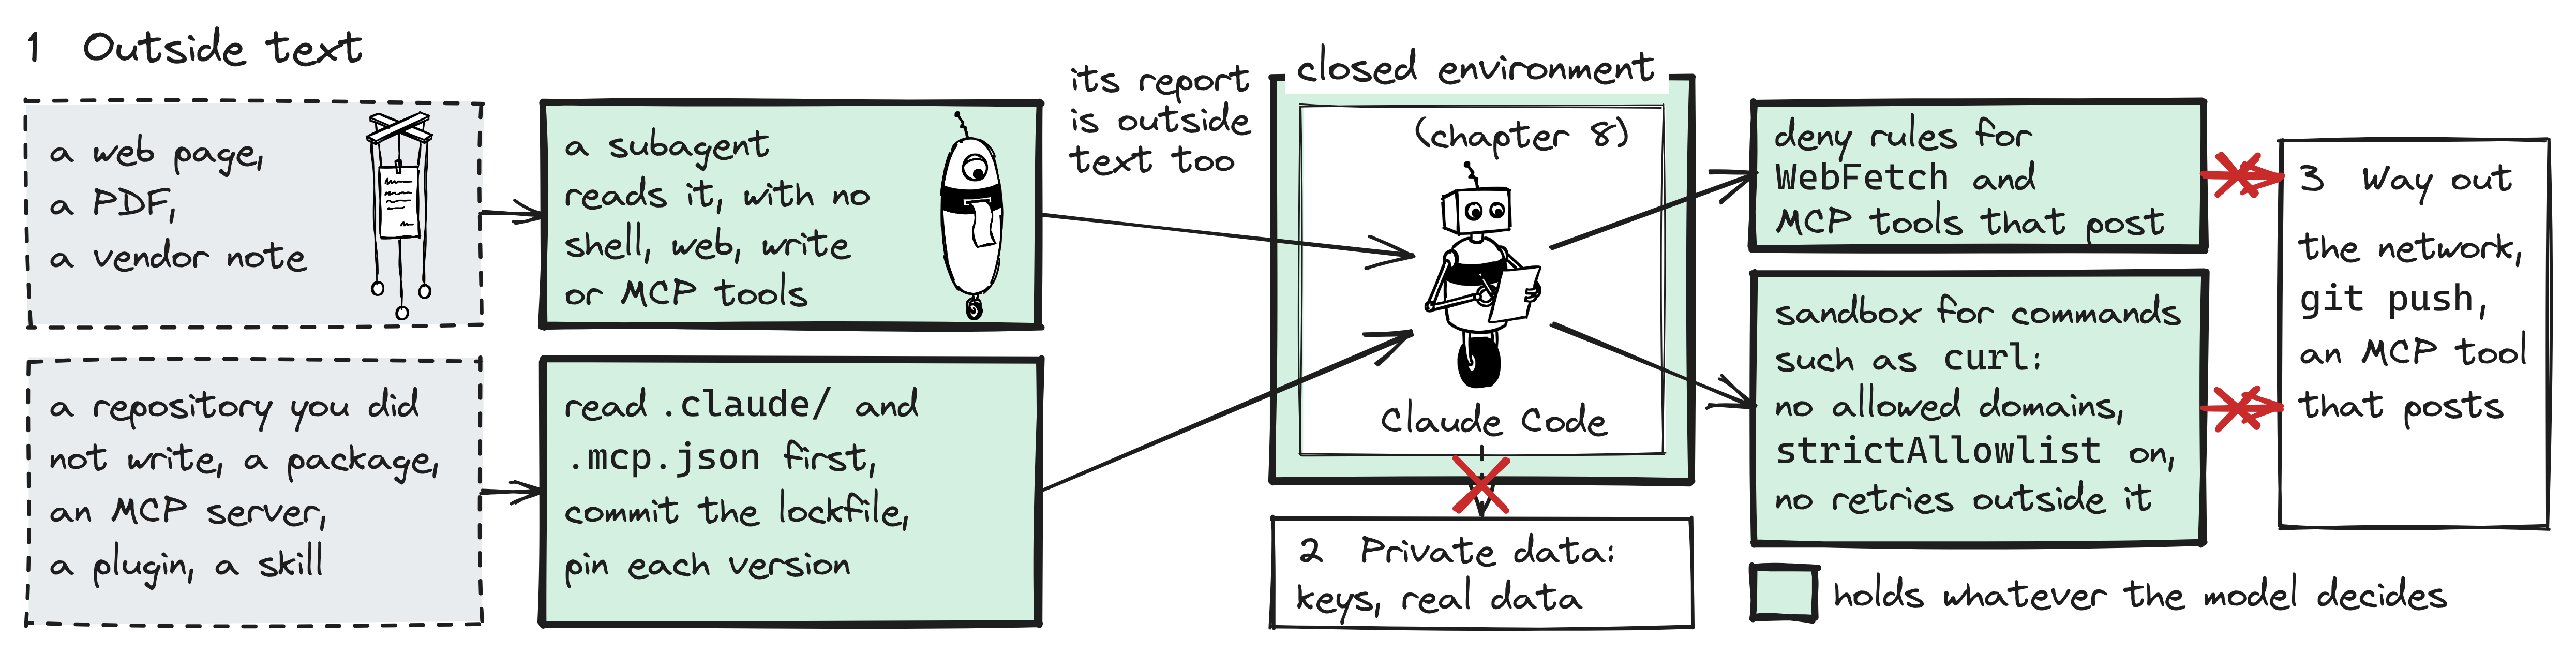 1 Outside text
a web page,
a PDF,
a vendor note
a subagent
reads it, with no
shell, web, write
or MCP tools
its report
is outside
text too
a repository you did
not write, a package,
an MCP server,
a plugin, a skill
read .claude/ and
.mcp.json first,
commit the lockfile,
pin each version
closed environment
(chapter 8)
Claude Code
2 Private data:
keys, real data
deny rules for
WebFetch and
MCP tools that post
sandbox for commands
such as curl:
no allowed domains,
strictAllowlist on,
no retries outside it
3 Way out
the network,
git push,
an MCP tool
that posts
holds whatever the model decides